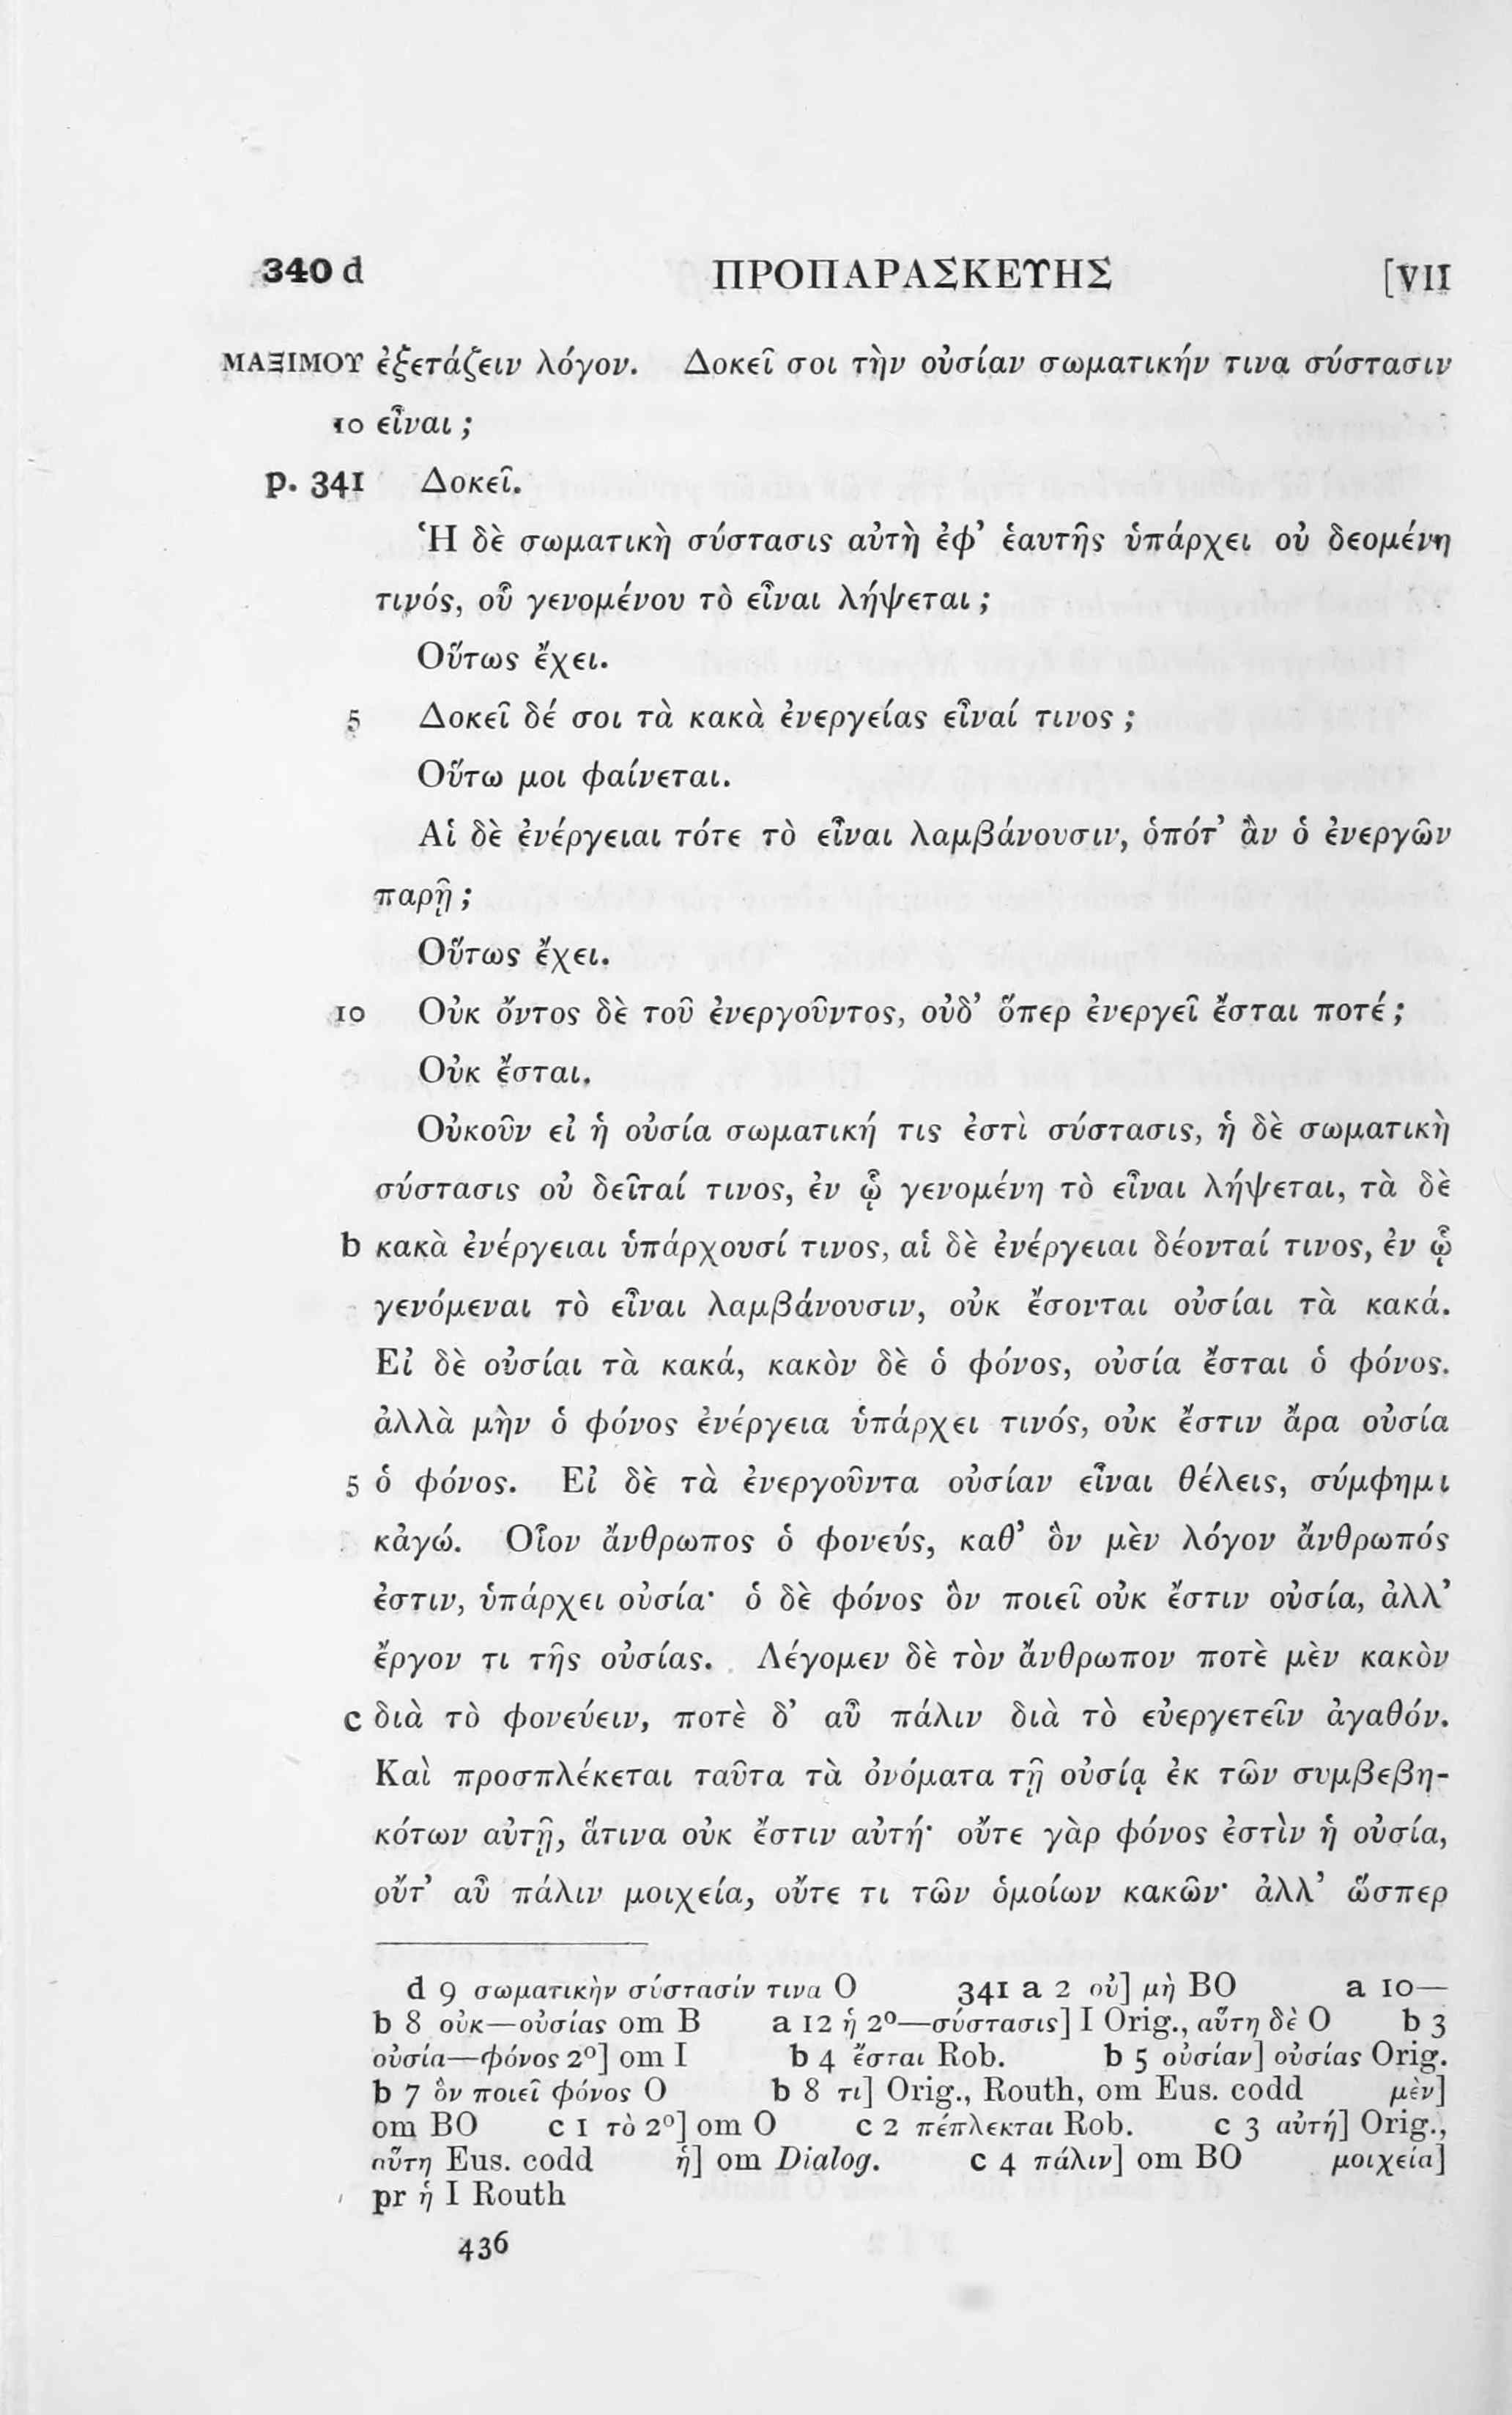 340 d ΠΡΟΠΑΡΑΣΚΕΥΗΣ [VII
ΜΑΞΙΜΟΥ ἐξετάζειν λόγον. Δοκεῖ σοι τὴν οὐσίαν σωματικήν τινα σύστασιν
10 εἶναι ;
p. 341 Δοκεῖ.
Ἡ δὲ σωματικὴ σύστασις αὐτὴ ἐφ’ ἑαυτῆς ὑπάρχει οὐ δεομένη
τινός, οὗ γενομένου τὸ εἶναι λήψεται ;
Οὕτως ἔχει.
5 Δοκεῖ δέ σοι τὰ κακὰ ἐνεργείας εἶναί τινος ;
Οὕτω μοι φαίνεται.
Αἱ δὲ ἐνέργειαι τότε τὸ εἶναι λαμβάνουσιν, ὁπότ’ ἂν ὁ ἐνεργῶν
παρῇ ;
Οὕτως ἔχει.
10 Οὐκ ὄντος δὲ τοῦ ἐνεργοῦντος, οὐδ’ ὅπερ ἐνεργεῖ ἔσται ποτέ ;
Οὐκ ἔσται.
Οὐκοῦν εἰ ἡ οὐσία σωματική τις ἐστὶ σύστασις, ἡ δὲ σωματικὴ
σύστασις οὐ δεῖταί τινος, ἐν ᾧ γενομένη τὸ εἶναι λήψεται, τὰ δὲ
b κακὰ ἐνέργειαι ὑπάρχουσί τινος, αἱ δὲ ἐνέργειαι δέονταί τινος, ἐν ᾧ
γενόμεναι τὸ εἶναι λαμβάνουσιν, οὐκ ἔσονται οὐσίαι τὰ κακά.
Εἰ δὲ οὐσίαι τὰ κακά, κακὸν δὲ ὁ φόνος, οὐσία ἔσται ὁ φόνος.
ἀλλὰ μὴν ὁ φόνος ἐνέργεια ὑπάρχει τινός, οὐκ ἔστιν ἄρα οὐσία
5 ὁ φόνος. Εἰ δὲ τὰ ἐνεργοῦντα οὐσίαν εἶναι θέλεις, σύμφημι
κἀγώ. Οἷον ἄνθρωπος ὁ φονεύς, καθ’ ὃν μὲν λόγον ἄνθρωπός
ἐστιν, ὑπάρχει οὐσία· ὁ δὲ φόνος ὃν ποιεῖ οὐκ ἔστιν οὐσία, ἀλλ’
ἔργον τι τῆς οὐσίας. Λέγομεν δὲ τὸν ἄνθρωπον ποτὲ μὲν κακὸν
c διὰ τὸ φονεύειν, ποτὲ δ’ αὖ πάλιν διὰ τὸ εὐεργετεῖν ἀγαθόν.
Καὶ προσπλέκεται ταῦτα τὰ ὀνόματα τῇ οὐσίᾳ ἐκ τῶν συμβεβη-
κότων αὐτῇ, ἅτινα οὐκ ἔστιν αὐτή· οὔτε γὰρ φόνος ἐστὶν ἡ οὐσία,
οὔτ’ αὖ πάλιν μοιχεία, οὔτε τι τῶν ὁμοίων κακῶν· ἀλλ’ ὥσπερ
d 9 σωματικὴν σύστασίν τινα O 341 a 2 οὐ] μὴ BO a 10—
b 8 οὐκ—οὐσίας om B a 12 ἡ 2º—σύστασις] I Orig., αὕτη δὲ O b 3
οὐσία—φόνος 2º] om I b 4 ἔσται Rob. b 5 οὐσίαν] οὐσίας Orig.
b 7 ὃν ποιεῖ φόνος O b 8 τι] Orig., Routh, om Eus. codd μὲν]
om BO c 1 τὸ 2º] om O c 2 πέπλεκται Rob. c 3 αὐτή] Orig.,
αὕτη Eus. codd ἡ] om Dialog. c 4 πάλιν] om BO μοιχεία]
pr ἡ I Routh
436